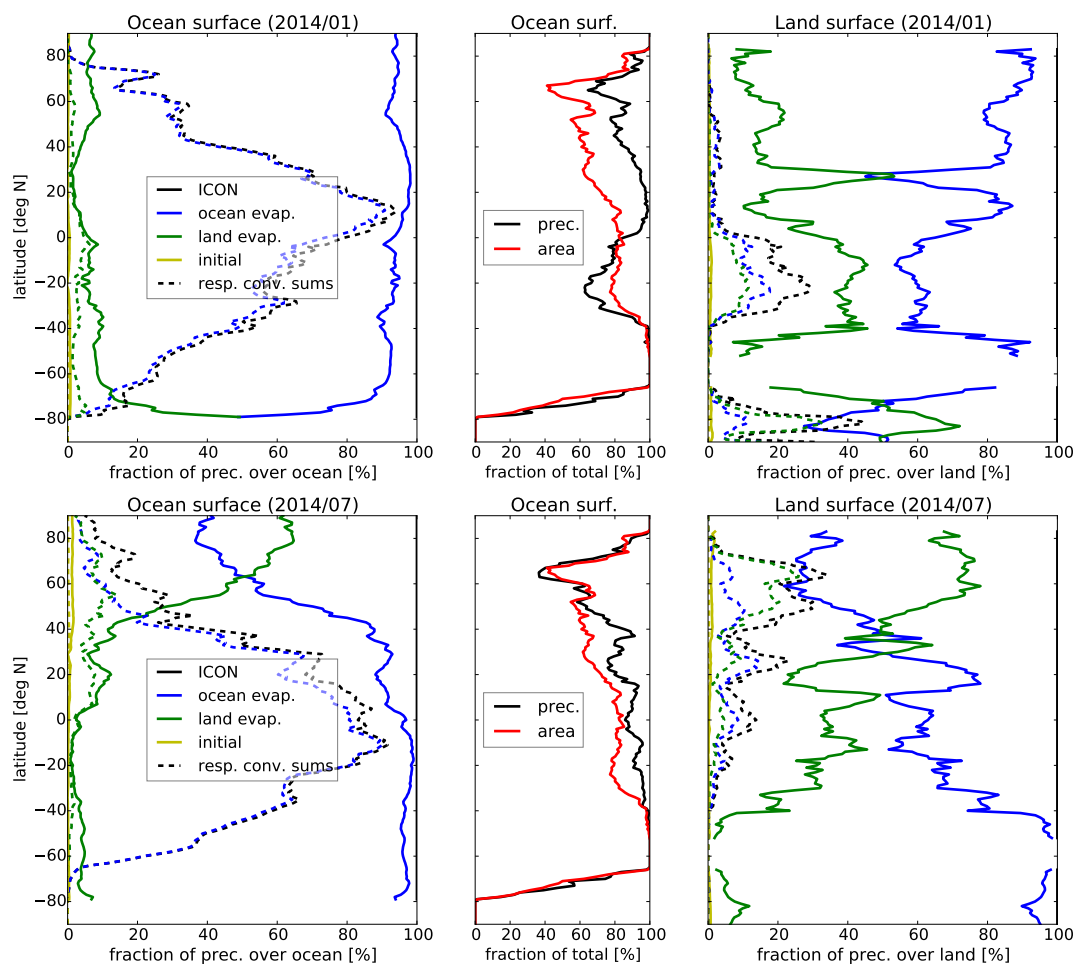 Ocean surface (2014/01)
Ocean surf.
Land surface (2014/01)
latitude [deg N]
80
60
40
20
0
−20
−40
−60
−80
ICON
ocean evap.
land evap.
initial
resp. conv. sums
prec.
area
0 20 40 60 80 100
0 20 40 60 80 100
0 20 40 60 80 100
fraction of prec. over ocean [%]
fraction of total [%]
fraction of prec. over land [%]
Ocean surface (2014/07)
Ocean surf.
Land surface (2014/07)
latitude [deg N]
80
60
40
20
0
−20
−40
−60
−80
ICON
ocean evap.
land evap.
initial
resp. conv. sums
prec.
area
0 20 40 60 80 100
0 20 40 60 80 100
0 20 40 60 80 100
fraction of prec. over ocean [%]
fraction of total [%]
fraction of prec. over land [%]